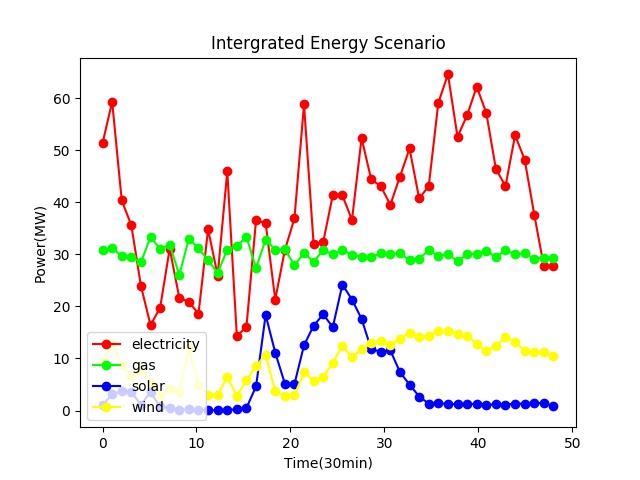 Intergrated Energy Scenario
Power(MW)
60
50
40
30
20
10
0
electricity
gas
solar
wind
0 10 20 30 40 50
Time(30min)